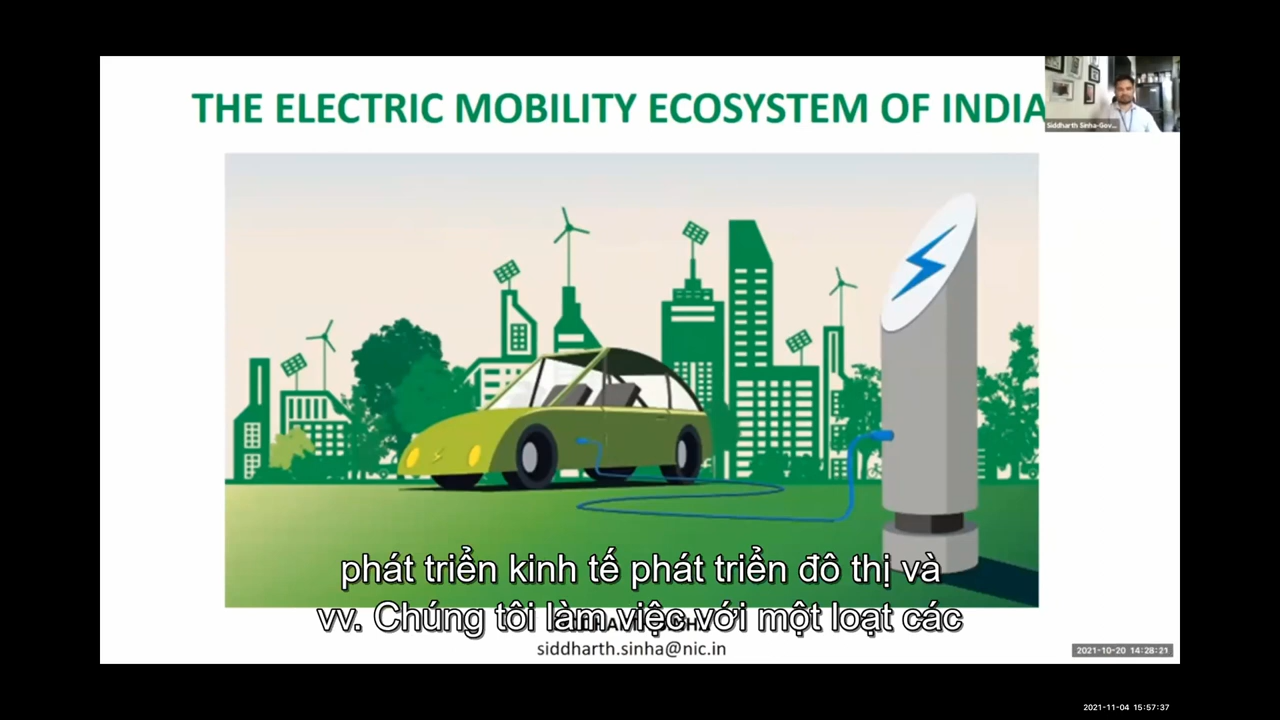 THE ELECTRIC MOBILITY ECOSYSTEM OF INDIA
Siddharth Sinha-Gov...
phát triển kinh tế phát triển đô thị và
vv. Chúng tôi làm việc với một loạt các
siddharth.sinha@nic.in
2021-10-20 14:28:21
2021-11-04 15:57:37